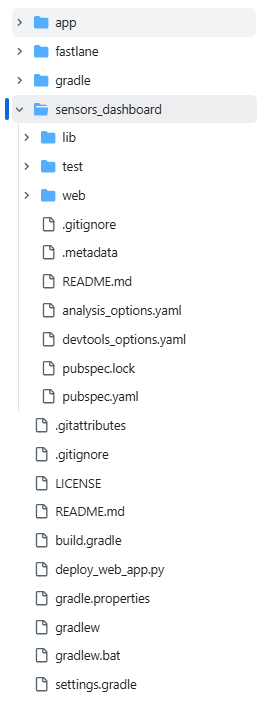 app
fastlane
gradle
sensors_dashboard
lib
test
web
.gitignore
.metadata
README.md
analysis_options.yaml
devtools_options.yaml
pubspec.lock
pubspec.yaml
.gitattributes
.gitignore
LICENSE
README.md
build.gradle
deploy_web_app.py
gradle.properties
gradlew
gradlew.bat
settings.gradle